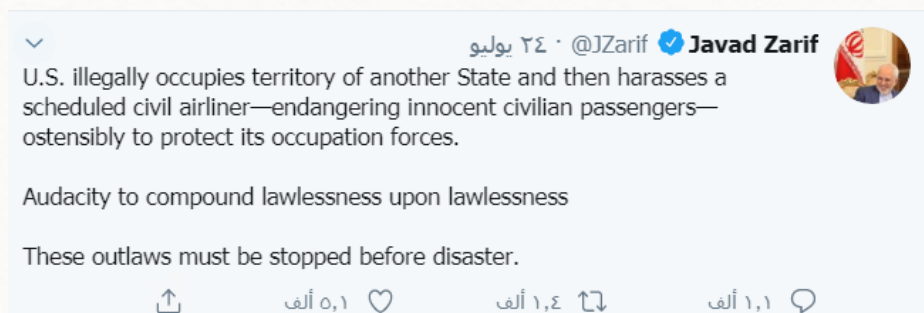 Javad Zarif @JZarif · ٢٤ يوليو
U.S. illegally occupies territory of another State and then harasses a
scheduled civil airliner—endangering innocent civilian passengers—
ostensibly to protect its occupation forces.
Audacity to compound lawlessness upon lawlessness
These outlaws must be stopped before disaster.
١,١ ألف ١,٤ ألف ٥,١ ألف